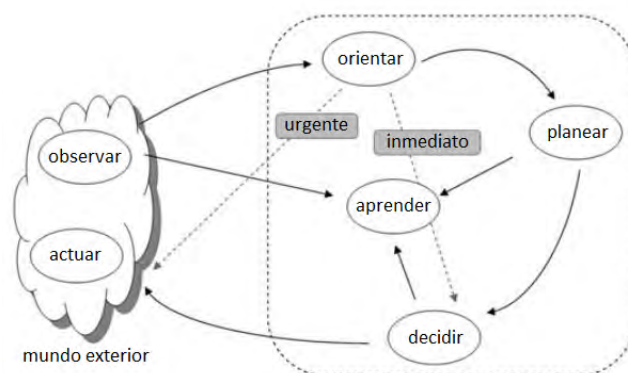 orientar
urgente
inmediato
planear
observar
aprender
actuar
decidir
mundo exterior